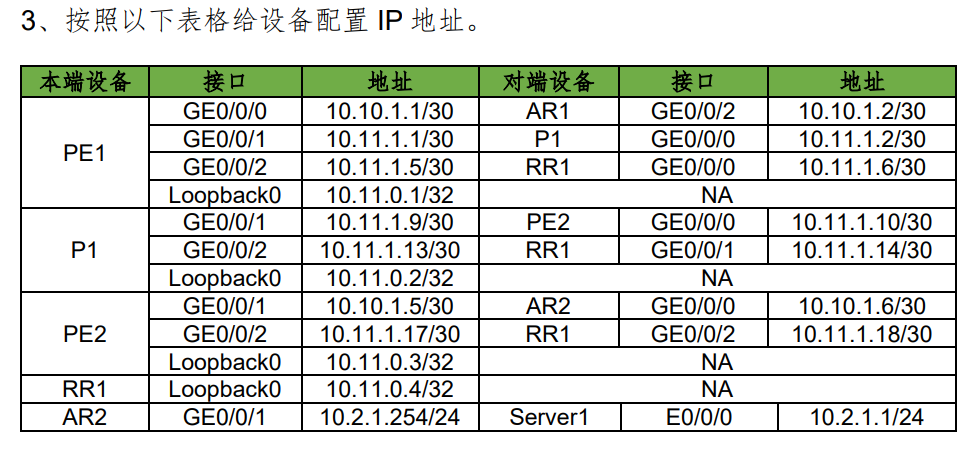 3、按照以下表格给设备配置 IP 地址。
本端设备 接口 地址 对端设备 接口 地址
PE1 GE0/0/0 10.10.1.1/30 AR1 GE0/0/2 10.10.1.2/30
GE0/0/1 10.11.1.1/30 P1 GE0/0/0 10.11.1.2/30
GE0/0/2 10.11.1.5/30 RR1 GE0/0/0 10.11.1.6/30
Loopback0 10.11.0.1/32 NA
P1 GE0/0/1 10.11.1.9/30 PE2 GE0/0/0 10.11.1.10/30
GE0/0/2 10.11.1.13/30 RR1 GE0/0/1 10.11.1.14/30
Loopback0 10.11.0.2/32 NA
PE2 GE0/0/1 10.10.1.5/30 AR2 GE0/0/0 10.10.1.6/30
GE0/0/2 10.11.1.17/30 RR1 GE0/0/2 10.11.1.18/30
Loopback0 10.11.0.3/32 NA
RR1 Loopback0 10.11.0.4/32 NA
AR2 GE0/0/1 10.2.1.254/24 Server1 E0/0/0 10.2.1.1/24